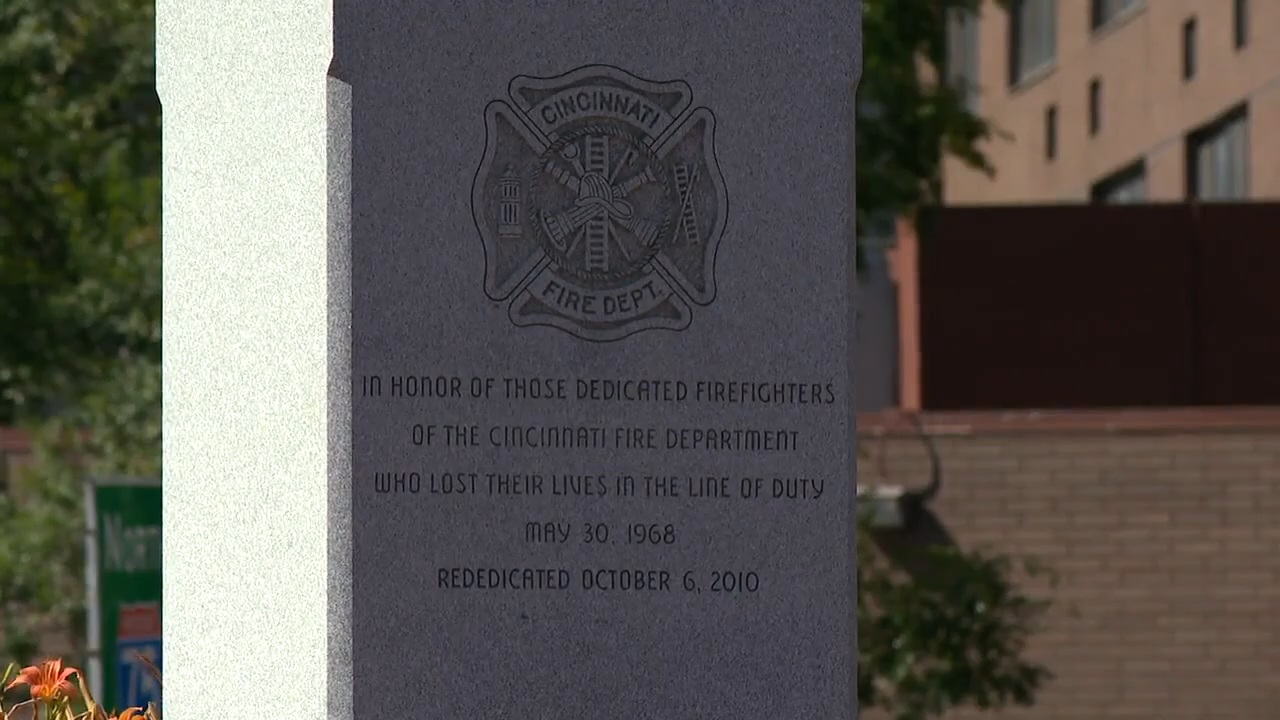 CINCINNATI
FIRE DEPT.
IN HONOR OF THOSE DEDICATED FIREFIGHTERS
OF THE CINCINNATI FIRE DEPARTMENT
WHO LOST THEIR LIVES IN THE LINE OF DUTY
MAY 30, 1968
REDEDICATED OCTOBER 6, 2010